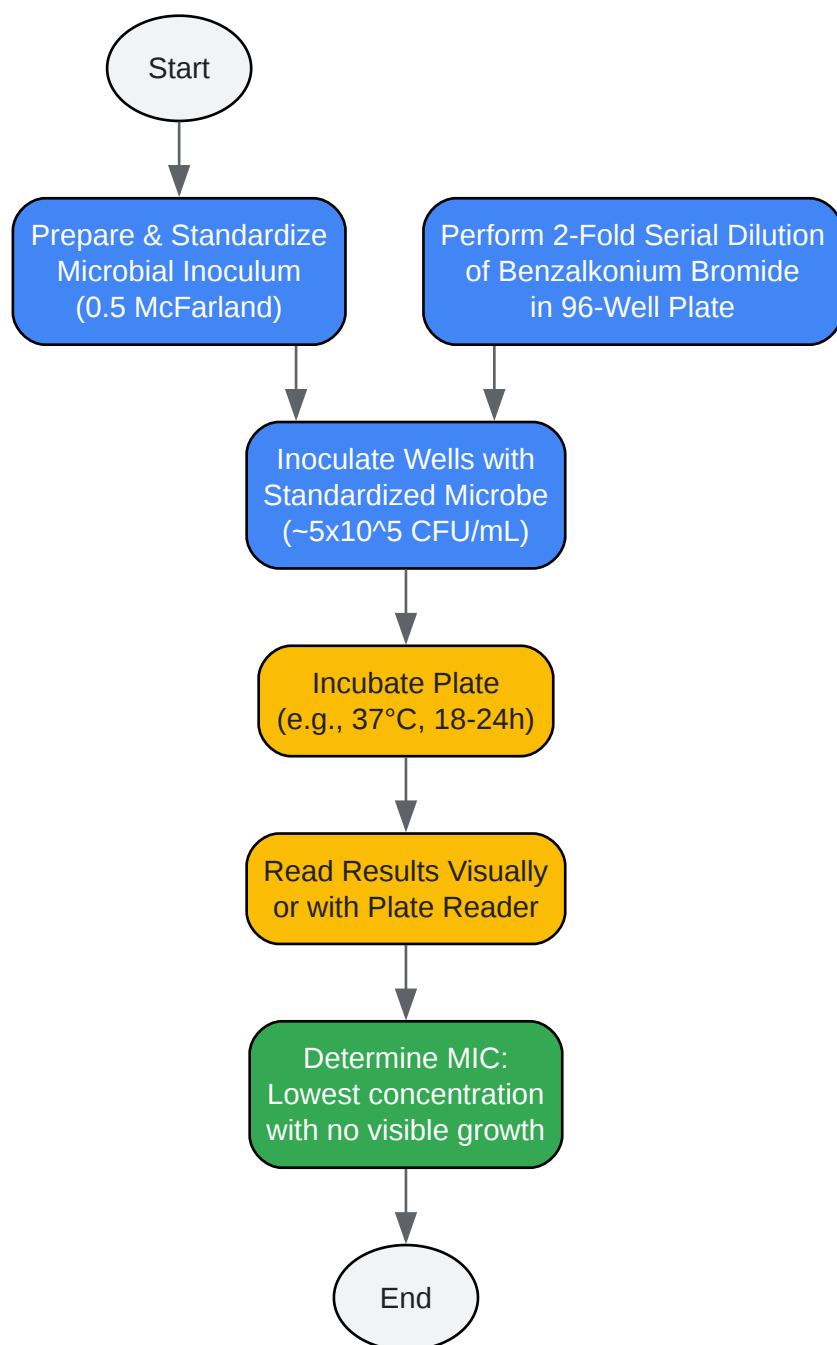 Start
Prepare & Standardize
Microbial Inoculum
(0.5 McFarland)
Perform 2-Fold Serial Dilution
of Benzalkonium Bromide
in 96-Well Plate
Inoculate Wells with
Standardized Microbe
(~5x10^5 CFU/mL)
Incubate Plate
(e.g., 37°C, 18-24h)
Read Results Visually
or with Plate Reader
Determine MIC:
Lowest concentration
with no visible growth
End